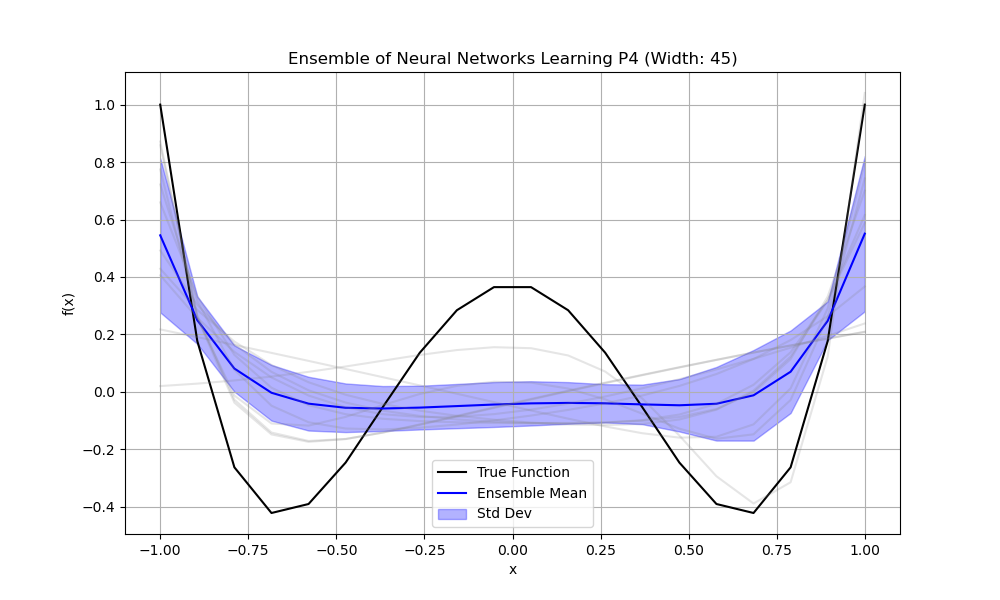 Ensemble of Neural Networks Learning P4 (Width: 45)
f(x)
1.0
0.8
0.6
0.4
0.2
0.0
−0.2
−0.4
True Function
Ensemble Mean
Std Dev
−1.00 −0.75 −0.50 −0.25 0.00 0.25 0.50 0.75 1.00
x